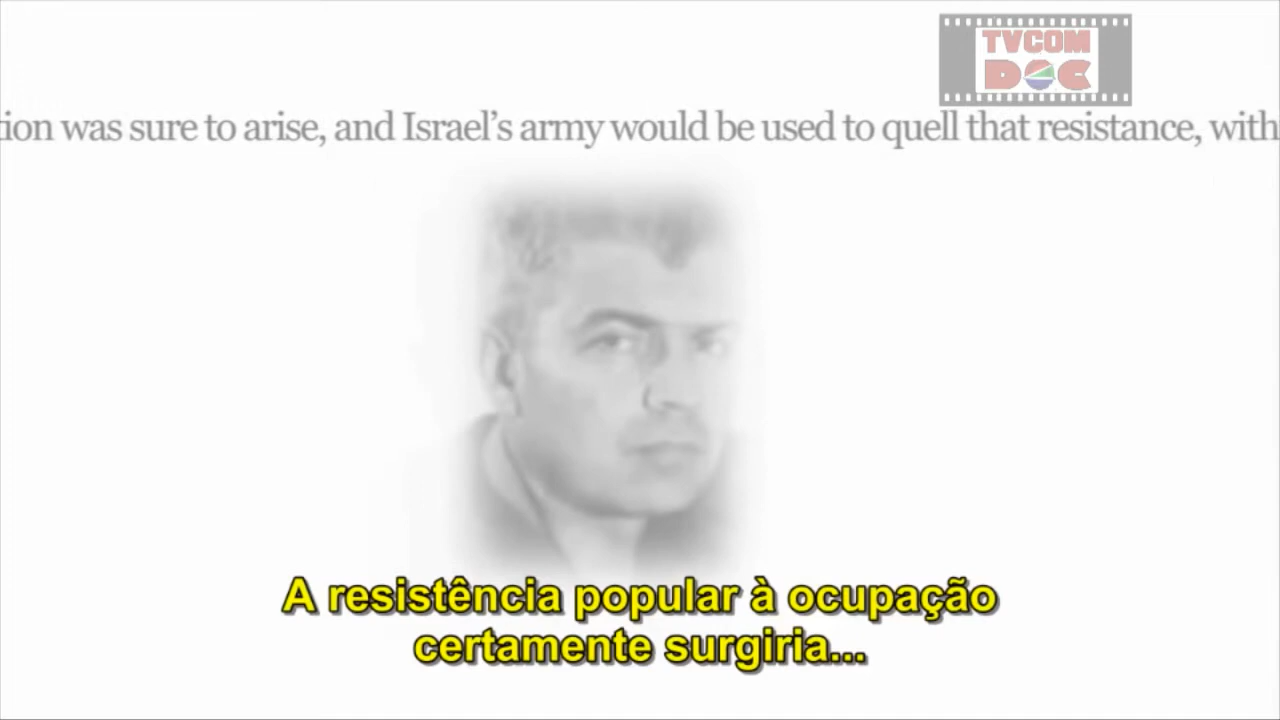 TVCOM
DOC
ion was sure to arise, and Israel's army would be used to quell that resistance, with
A resistência popular à ocupação
certamente surgiria...